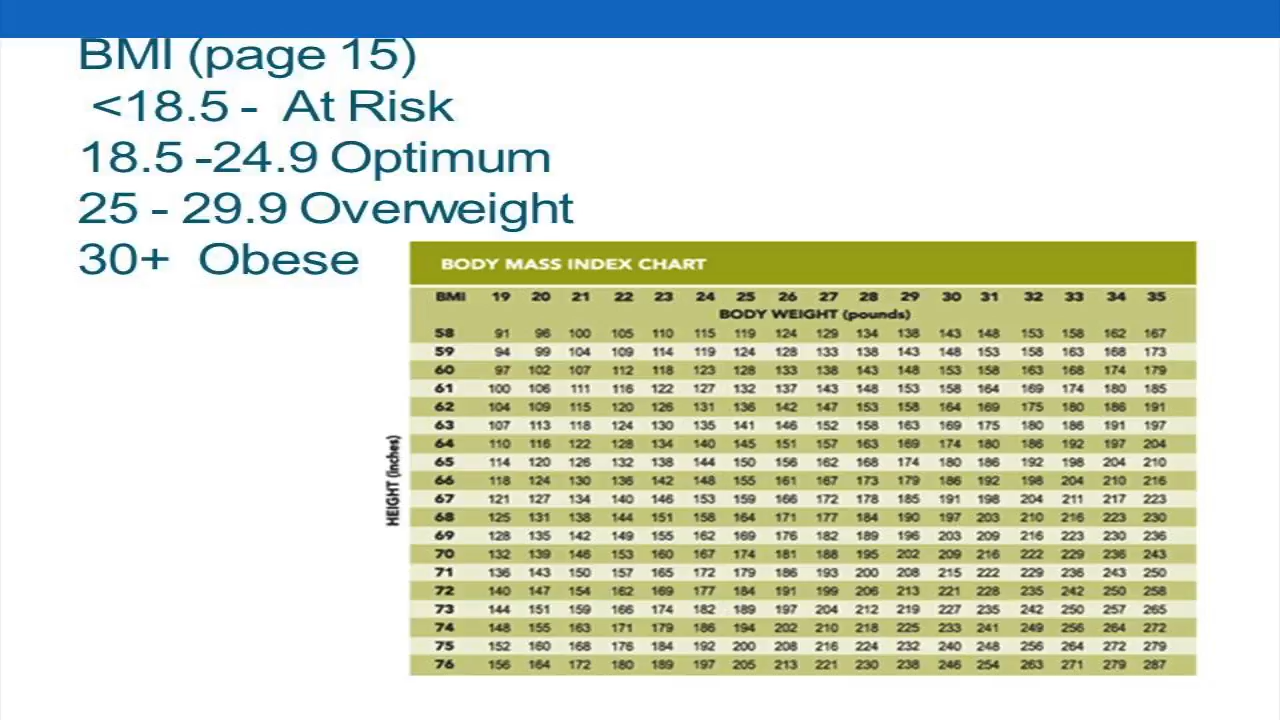 BMI (page 15)
<18.5 - At Risk
18.5 -24.9 Optimum
25 - 29.9 Overweight
30+ Obese
BODY MASS INDEX CHART
BMI 19 20 21 22 23 24 25 26 27 28 29 30 31 32 33 34 35
BODY WEIGHT (pounds)
HEIGHT (inches)
58 91 96 100 105 110 115 119 124 129 134 138 143 148 153 158 162 167
59 94 99 104 109 114 119 124 128 133 138 143 148 153 158 163 168 173
60 97 102 107 112 118 123 128 133 138 143 148 153 158 163 168 174 179
61 100 106 111 116 122 127 132 137 143 148 153 158 164 169 174 180 185
62 104 109 115 120 126 131 136 142 147 153 158 164 169 175 180 186 191
63 107 113 118 124 130 135 141 146 152 158 163 169 175 180 186 191 197
64 110 116 122 128 134 140 145 151 157 163 169 174 180 186 192 197 204
65 114 120 126 132 138 144 150 156 162 168 174 180 186 192 198 204 210
66 118 124 130 136 142 148 155 161 167 173 179 186 192 198 204 210 216
67 121 127 134 140 146 153 159 166 172 178 185 191 198 204 211 217 223
68 125 131 138 144 151 158 164 171 177 184 190 197 203 210 216 223 230
69 128 135 142 149 155 162 169 176 182 189 196 203 209 216 223 230 236
70 132 139 146 153 160 167 174 181 188 195 202 209 216 222 229 236 243
71 136 143 150 157 165 172 179 186 193 200 208 215 222 229 236 243 250
72 140 147 154 162 169 177 184 191 199 206 213 221 228 235 242 250 258
73 144 151 159 166 174 182 189 197 204 212 219 227 235 242 250 257 265
74 148 155 163 171 179 186 194 202 210 218 225 233 241 249 256 264 272
75 152 160 168 176 184 192 200 208 216 224 232 240 248 256 264 272 279
76 156 164 172 180 189 197 205 213 221 230 238 246 254 263 271 279 287